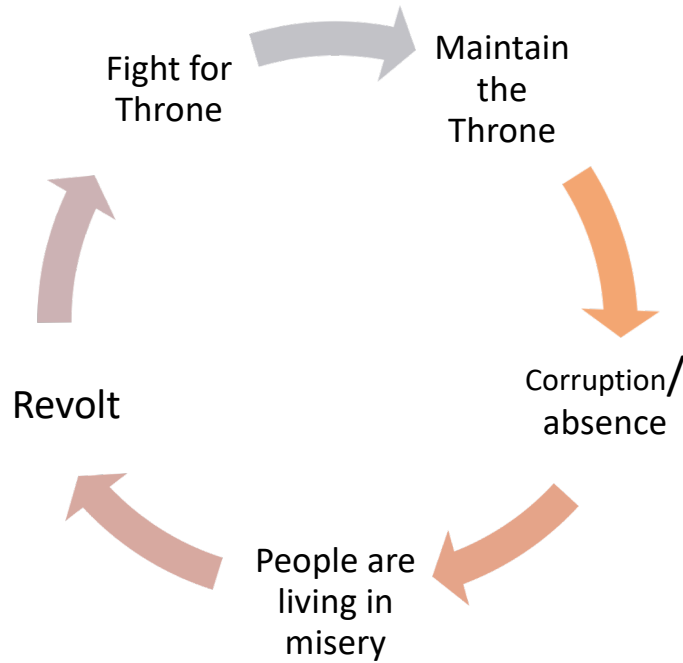 Fight for
Throne
Maintain
the
Throne
Corruption/
absence
People are
living in
misery
Revolt